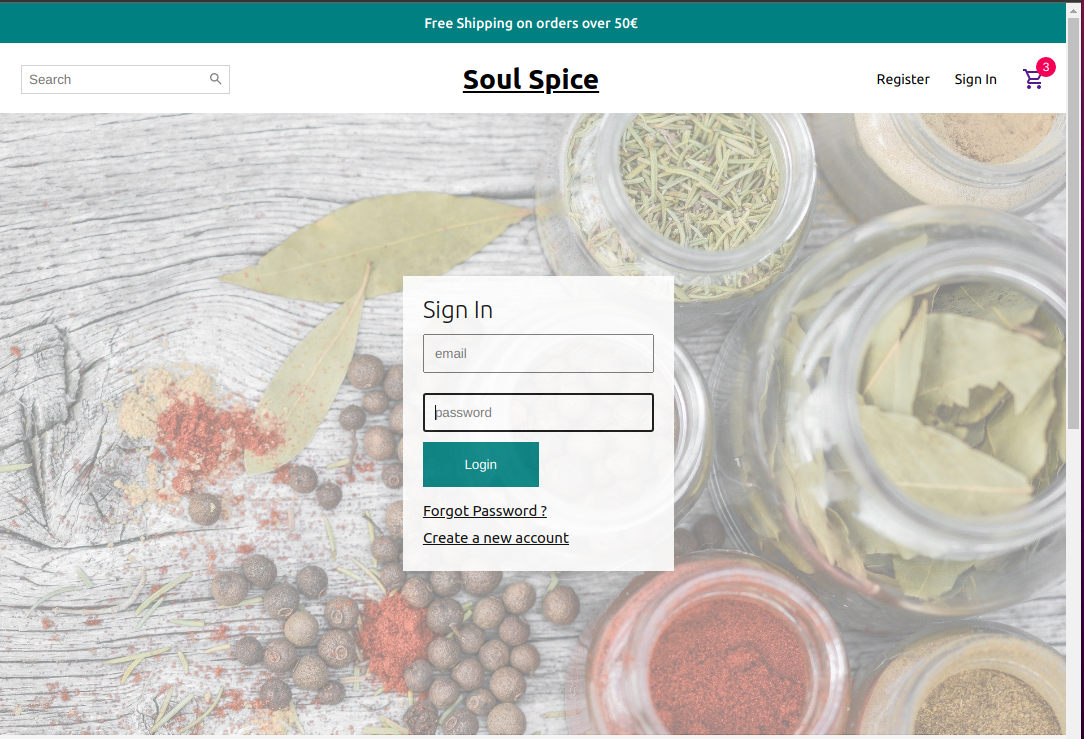 Free Shipping on orders over 50€
Search
Soul Spice
Register
Sign In
3
Sign In
email
password
Login
Forgot Password ?
Create a new account